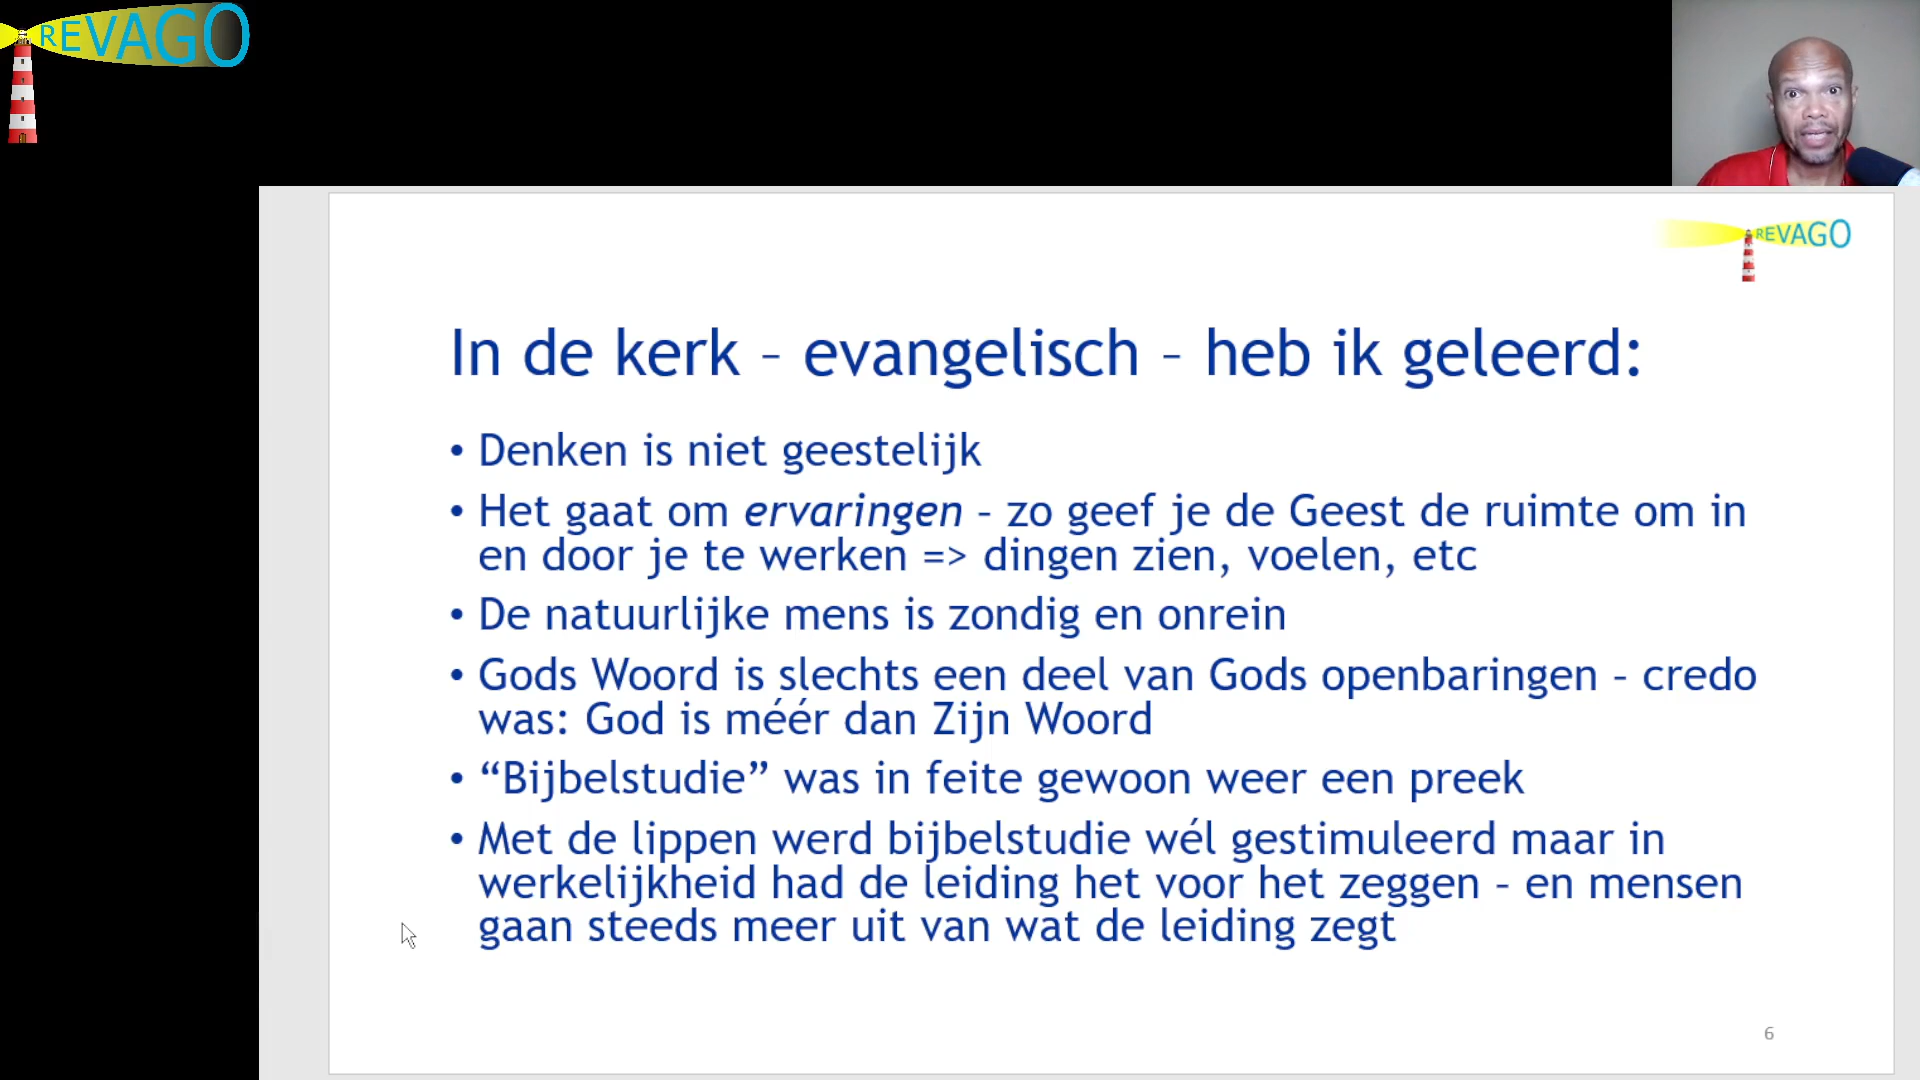 REVAGO
REVAGO
In de kerk – evangelisch – heb ik geleerd:
• Denken is niet geestelijk
• Het gaat om ervaringen – zo geef je de Geest de ruimte om in
en door je te werken => dingen zien, voelen, etc
• De natuurlijke mens is zondig en onrein
• Gods Woord is slechts een deel van Gods openbaringen – credo
was: God is méér dan Zijn Woord
• “Bijbelstudie” was in feite gewoon weer een preek
• Met de lippen werd bijbelstudie wél gestimuleerd maar in
werkelijkheid had de leiding het voor het zeggen – en mensen
gaan steeds meer uit van wat de leiding zegt
6